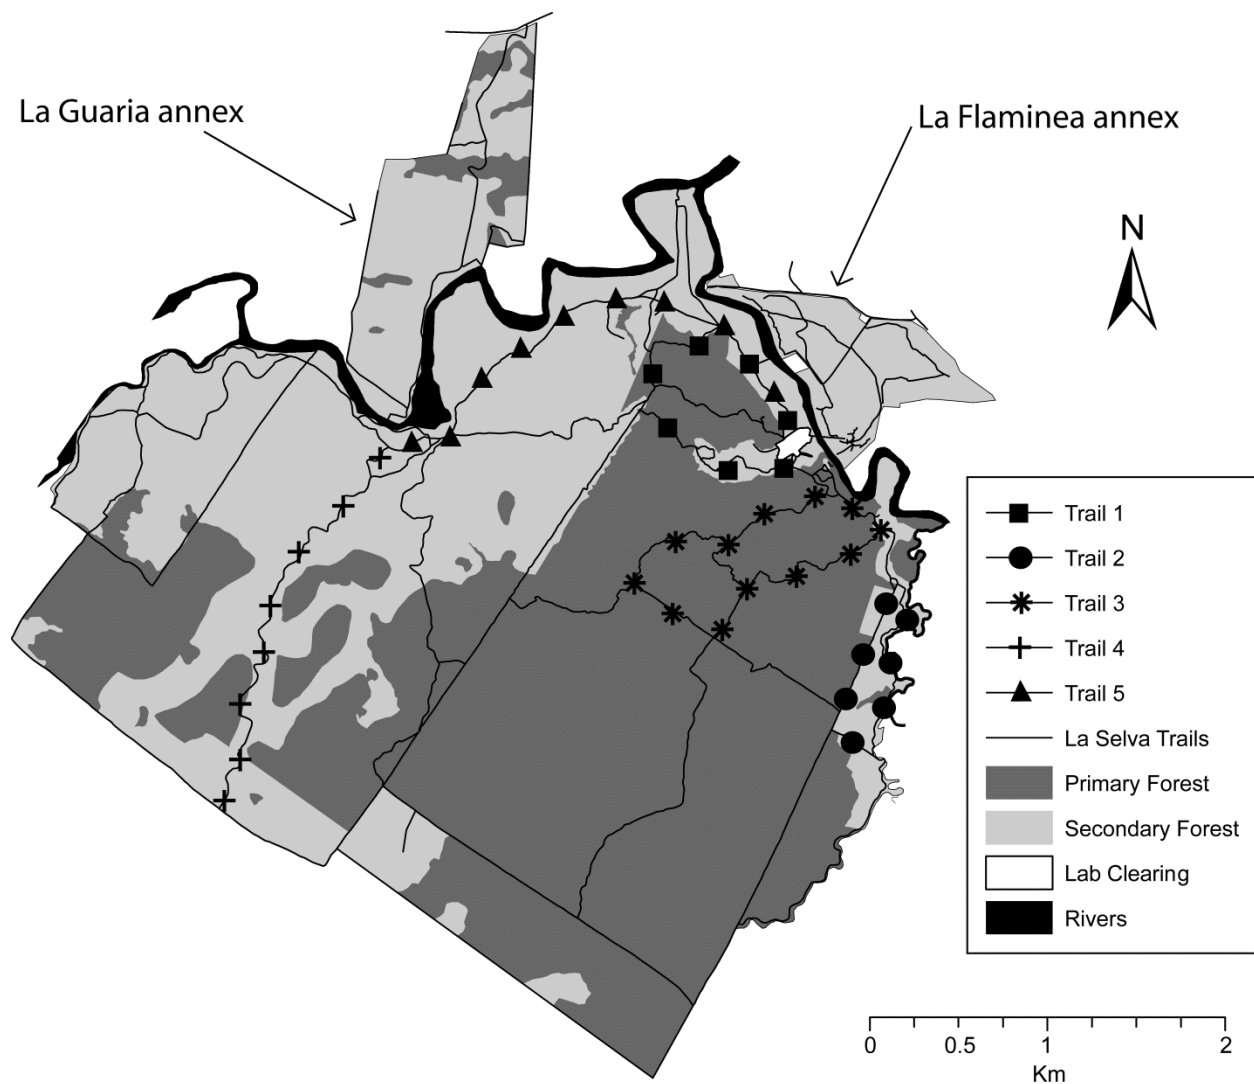 La Guaria annex
La Flaminea annex
N
Trail 1
Trail 2
Trail 3
Trail 4
Trail 5
La Selva Trails
Primary Forest
Secondary Forest
Lab Clearing
Rivers
0 0.5 1 2
Km